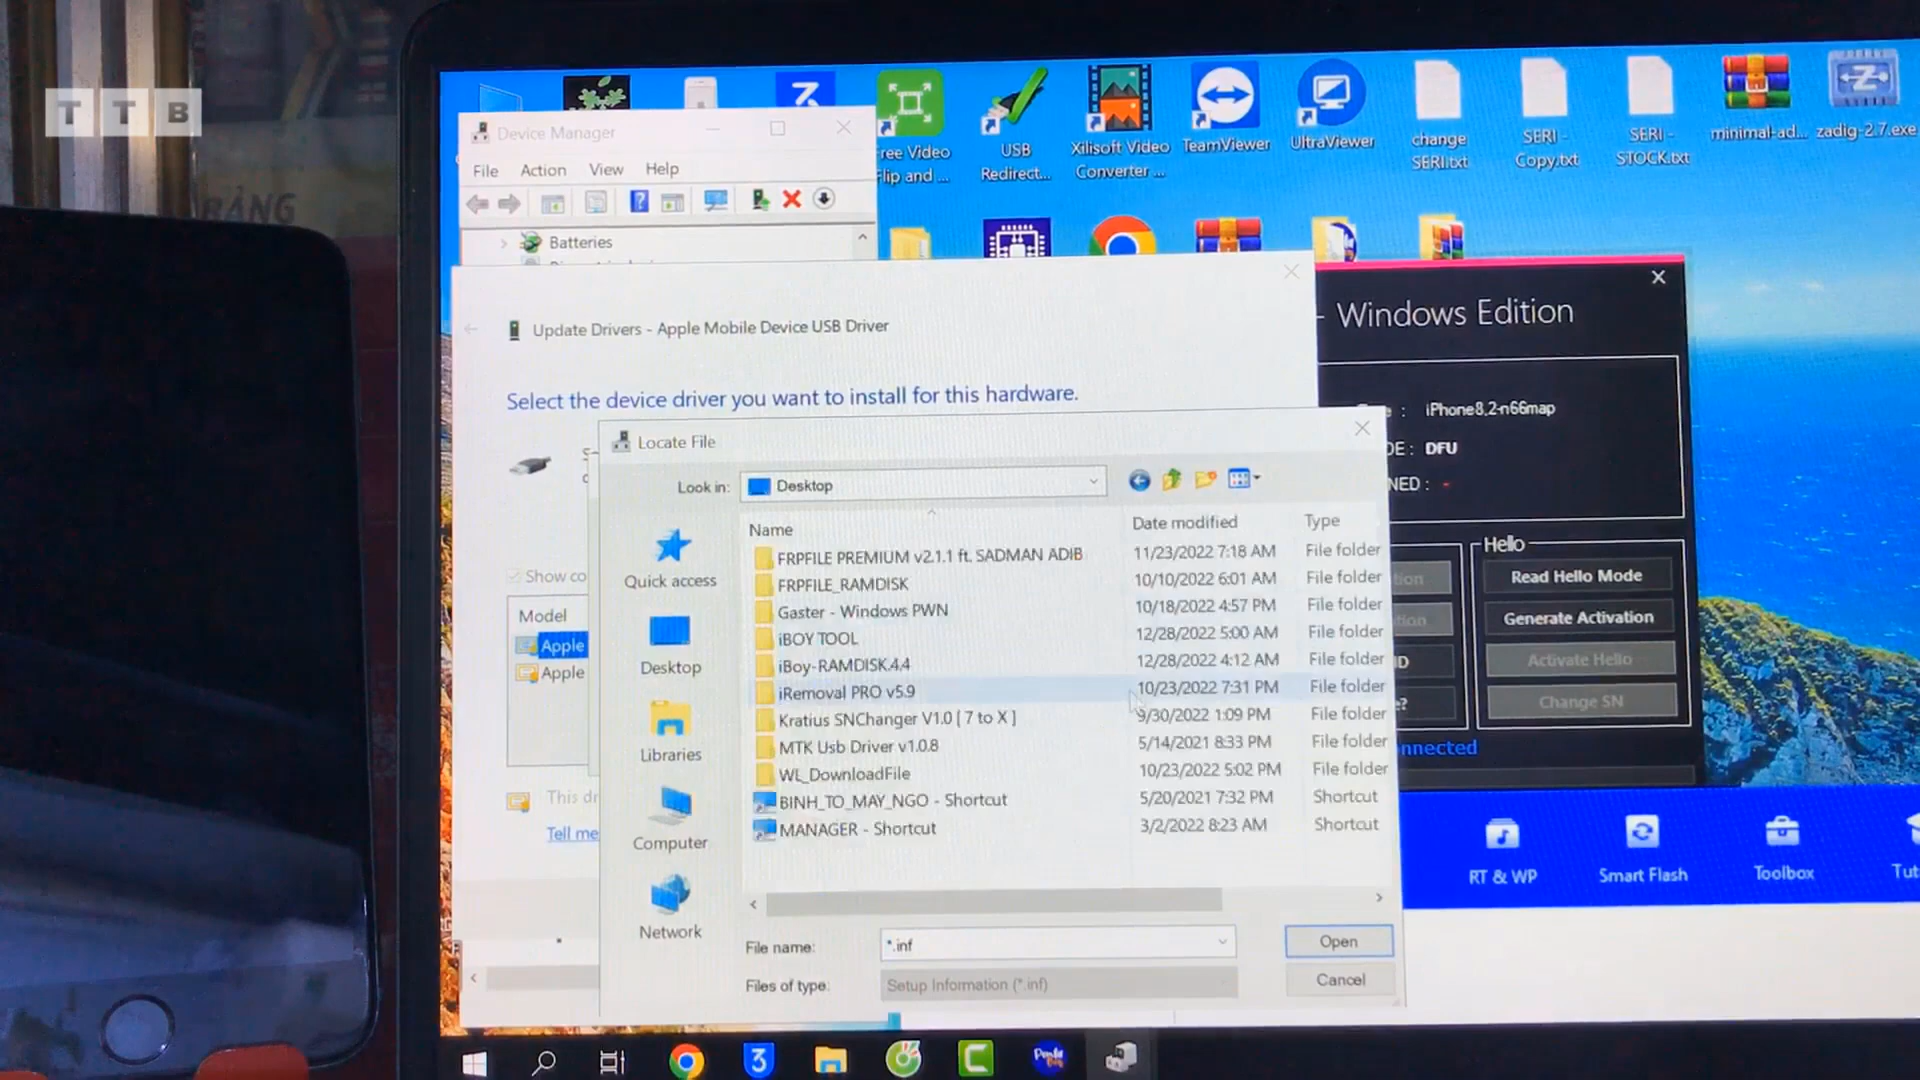 TTB
BẢNG
Free Video
Flip and ...
USB
Redirect...
Xilisoft Video
Converter ...
TeamViewer
UltraViewer
change
SERI.txt
SERI -
Copy.txt
SERI -
STOCK.txt
minimal-ad...
zadig-2.7.exe
Device Manager
File Action View Help
Batteries
Update Drivers - Apple Mobile Device USB Driver
Select the device driver you want to install for this hardware.
Show co
Model
Apple
Apple
This dr
Tell me
Locate File
Look in: Desktop
Quick access
Desktop
Libraries
Computer
Network
Name Date modified Type
FRPFILE PREMIUM v2.1.1 ft. SADMAN ADIB 11/23/2022 7:18 AM File folder
FRPFILE_RAMDISK 10/10/2022 6:01 AM File folder
Gaster - Windows PWN 10/18/2022 4:57 PM File folder
iBOY TOOL 12/28/2022 5:00 AM File folder
iBoy-RAMDISK.4.4 12/28/2022 4:12 AM File folder
iRemoval PRO v5.9 10/23/2022 7:31 PM File folder
Kratius SNChanger V1.0 [ 7 to X ] 9/30/2022 1:09 PM File folder
MTK Usb Driver v1.0.8 5/14/2021 8:33 PM File folder
WL_DownloadFile 10/23/2022 5:02 PM File folder
BINH_TO_MAY_NGO - Shortcut 5/20/2021 7:32 PM Shortcut
MANAGER - Shortcut 3/2/2022 8:23 AM Shortcut
File name: *.inf
Open
Files of type: Setup Information (*.inf)
Cancel
- Windows Edition
: iPhone8,2-n66map
DE : DFU
NED : -
Hello
Read Hello Mode
Generate Activation
Activate Hello
Change SN
nnected
RT & WP
Smart Flash
Toolbox
Tut